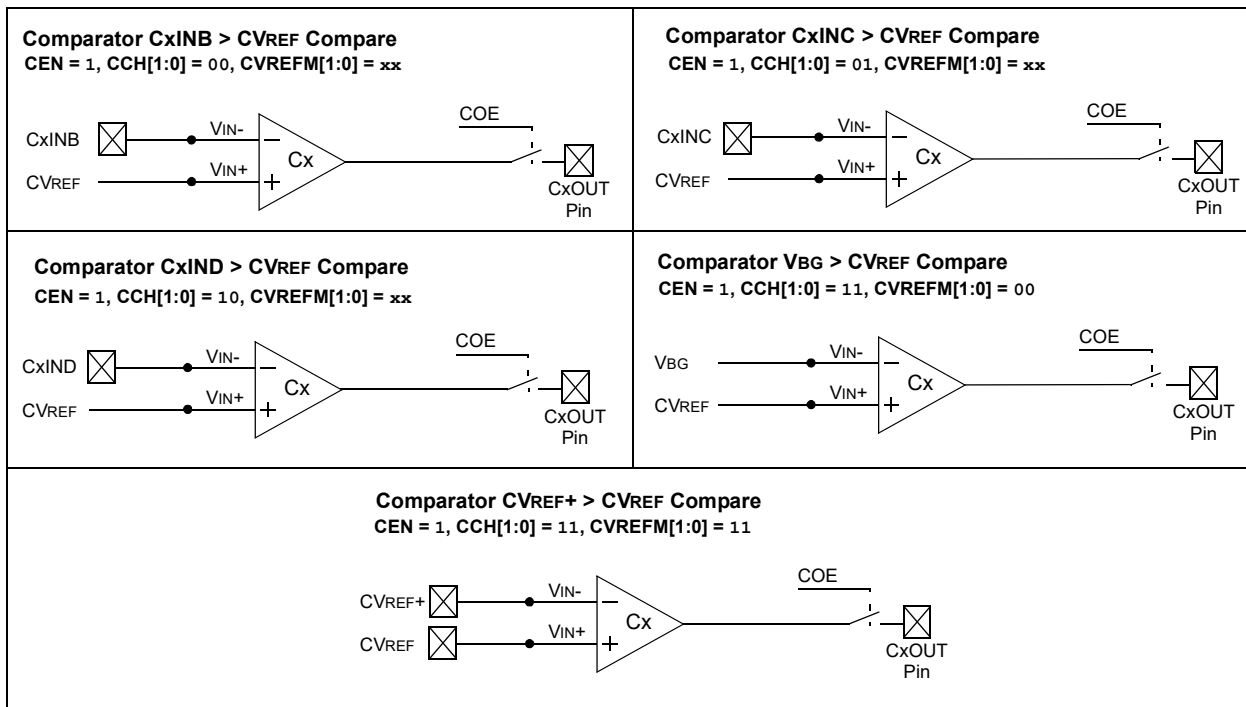 Comparator CxINB > CVREF Compare
CEN = 1, CCH[1:0] = 00, CVREFM[1:0] = xx
COE
CxINB
VIN-
Cx
CVREF
VIN+
CxOUT
Pin
Comparator CxINC > CVREF Compare
CEN = 1, CCH[1:0] = 01, CVREFM[1:0] = xx
COE
CxINC
VIN-
Cx
CVREF
VIN+
CxOUT
Pin
Comparator CxIND > CVREF Compare
CEN = 1, CCH[1:0] = 10, CVREFM[1:0] = xx
COE
CxIND
VIN-
Cx
CVREF
VIN+
CxOUT
Pin
Comparator VBG > CVREF Compare
CEN = 1, CCH[1:0] = 11, CVREFM[1:0] = 00
COE
VBG
VIN-
Cx
CVREF
VIN+
CxOUT
Pin
Comparator CVREF+ > CVREF Compare
CEN = 1, CCH[1:0] = 11, CVREFM[1:0] = 11
COE
CVREF+
VIN-
Cx
CVREF
VIN+
CxOUT
Pin